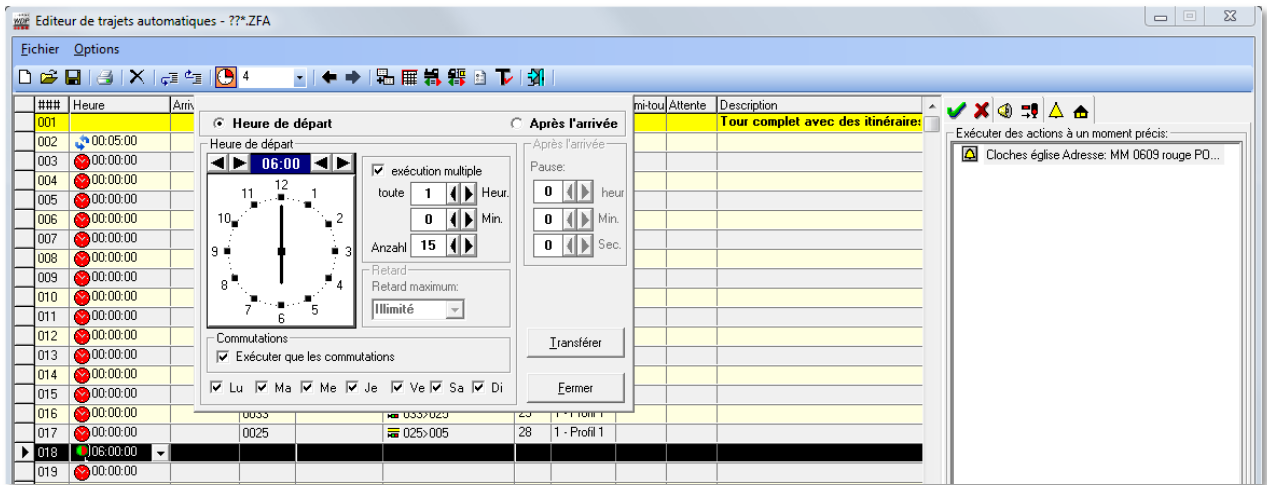 Editeur de trajets automatiques - ??*.ZFA
Fichier Options
4
### Heure Arriv mi-tou Attente Description
001 Tour complet avec des itinéraire
002 00:05:00
003 00:00:00
004 00:00:00
005 00:00:00
006 00:00:00
007 00:00:00
008 00:00:00
009 00:00:00
010 00:00:00
011 00:00:00
012 00:00:00
013 00:00:00
014 00:00:00
015 00:00:00
016 00:00:00 0033 033>025 25 1 - Profil 1
017 00:00:00 0025 025>005 28 1 - Profil 1
018 06:00:00
019 00:00:00
Heure de départ
Après l'arrivée
Heure de départ
06:00
12
1
2
3
4
5
6
7
8
9
10
11
exécution multiple
toute 1 Heur.
0 Min.
Anzahl 15
Retard
Retard maximum:
Illimité
Après l'arrivée
Pause:
0 heur
0 Min.
0 Sec.
Commutations
Exécuter que les commutations
Lu Ma Me Je Ve Sa Di
Transférer
Fermer
Exécuter des actions à un moment précis:
Cloches église Adresse: MM 0609 rouge PO...